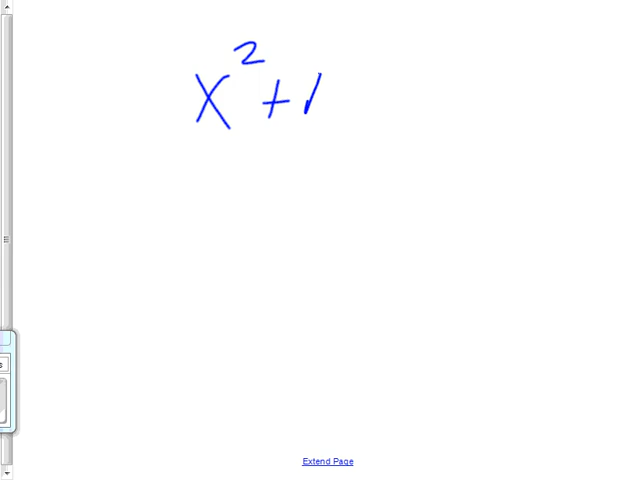 x² + 1
s
Extend Page